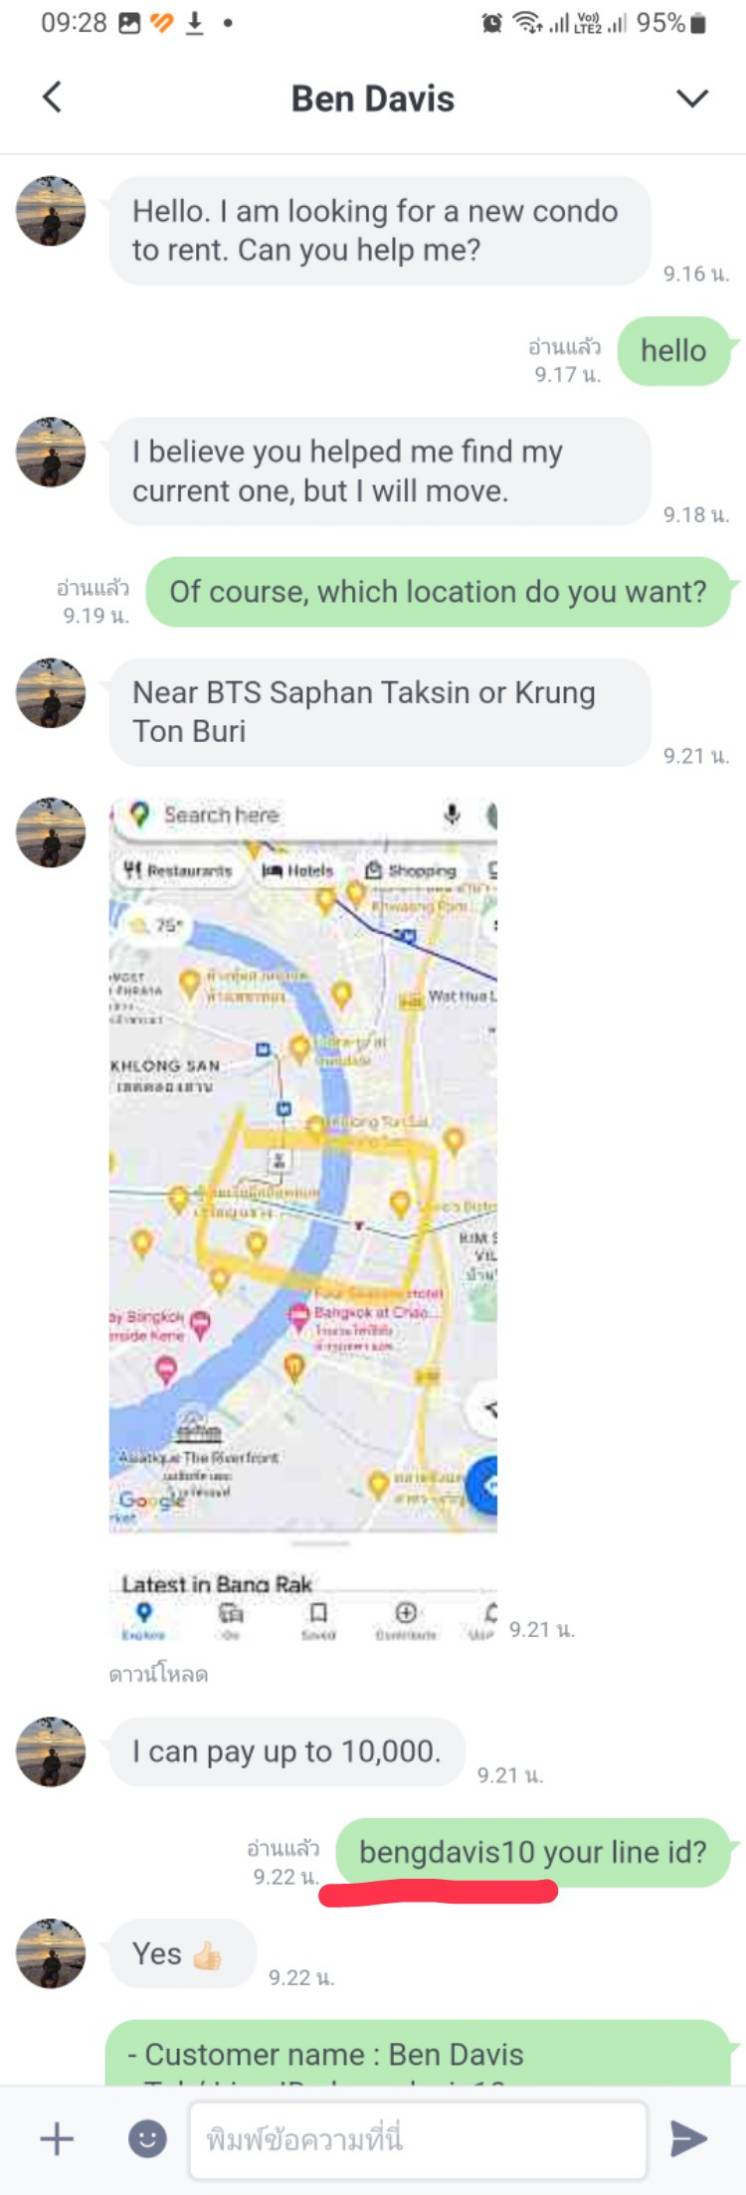 09:28
Vo))
LTE2
95%
Ben Davis
Hello. I am looking for a new condo
to rent. Can you help me?
9.16 น.
อ่านแล้ว
9.17 น.
hello
I believe you helped me find my
current one, but I will move.
9.18 น.
อ่านแล้ว
9.19 น.
Of course, which location do you want?
Near BTS Saphan Taksin or Krung
Ton Buri
9.21 น.
Search here
Restaurants
Hotels
Shopping
75°
Wat Hua L
KHLONG SAN
Hotel
Bangkok at Chao...
Asiatique The Riverfront
Google
Latest in Bang Rak
Explore
Go
Saved
Contribute
9.21 น.
ดาวน์โหลด
I can pay up to 10,000.
9.21 น.
อ่านแล้ว
9.22 น.
bengdavis10 your line id?
Yes 👍🏻
9.22 น.
- Customer name : Ben Davis
พิมพ์ข้อความที่นี่